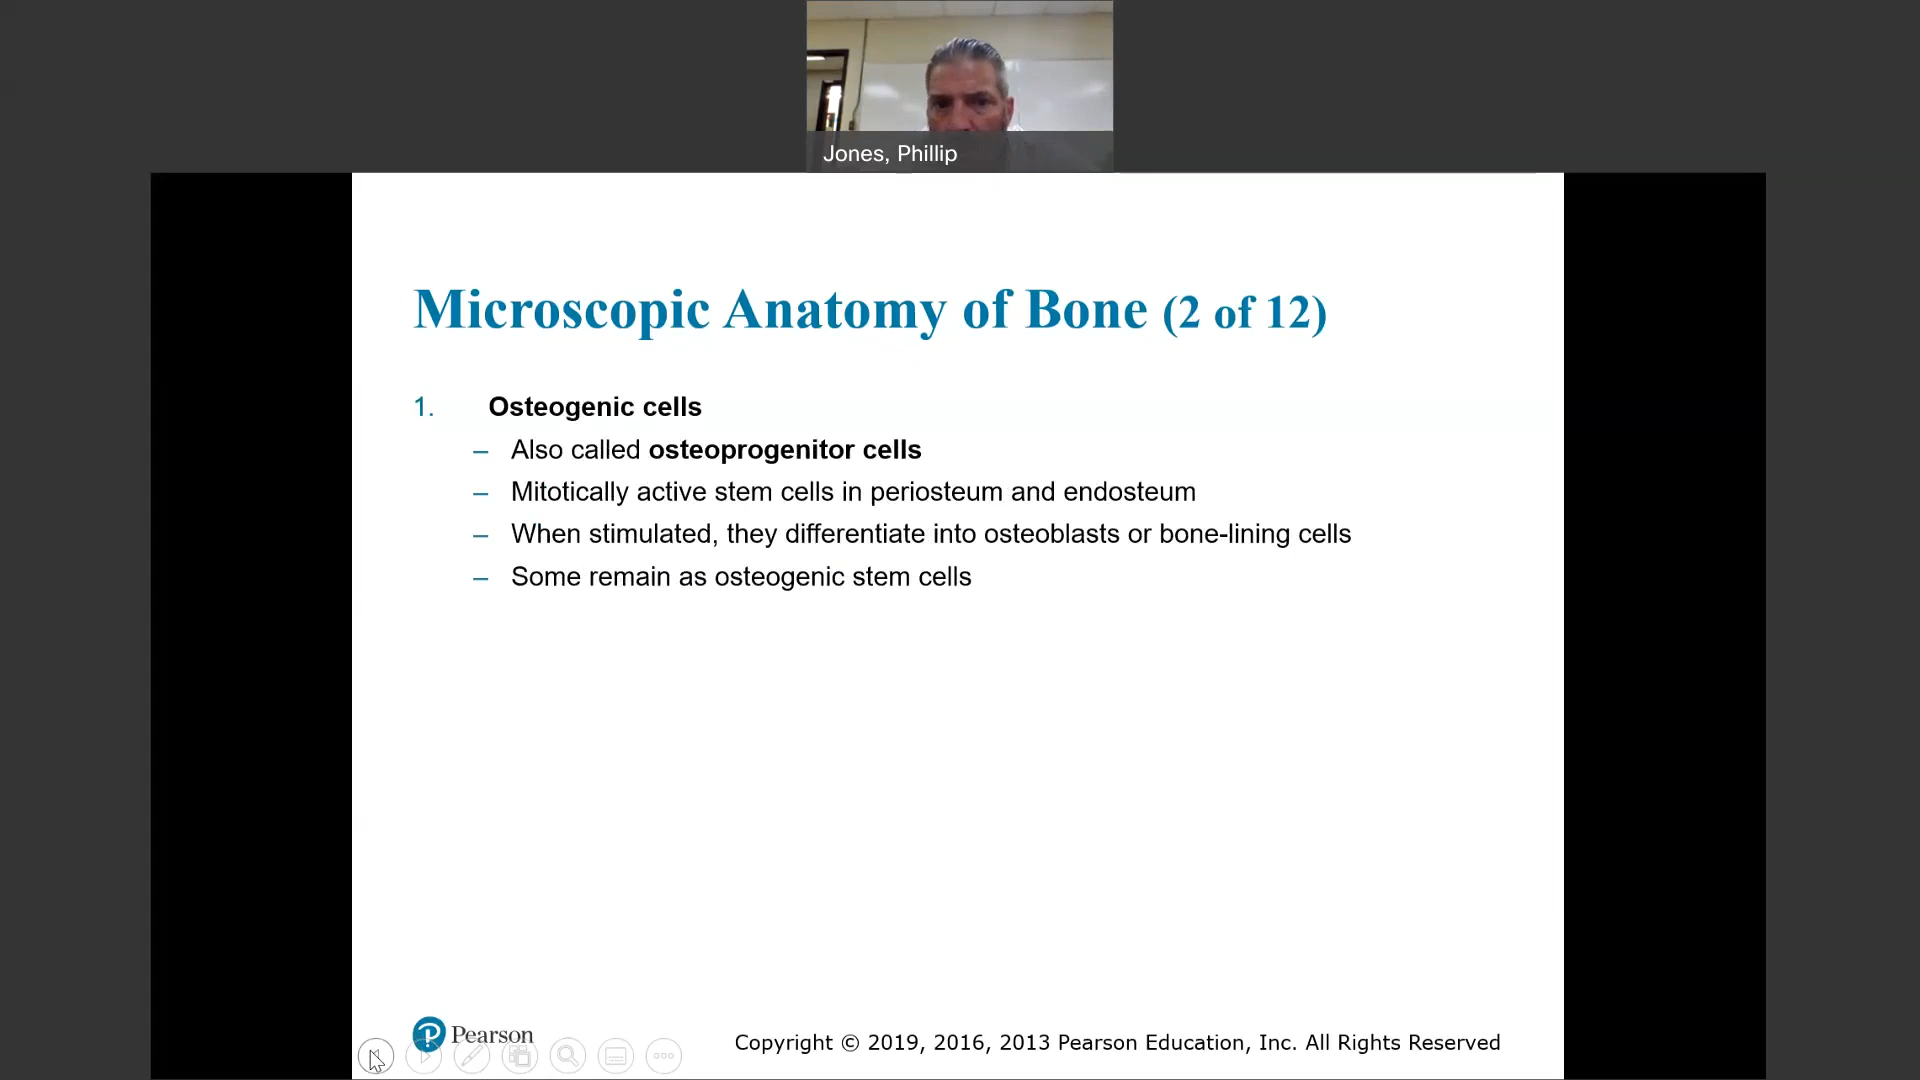 Jones, Phillip
Microscopic Anatomy of Bone (2 of 12)
1. Osteogenic cells
– Also called osteoprogenitor cells
– Mitotically active stem cells in periosteum and endosteum
– When stimulated, they differentiate into osteoblasts or bone-lining cells
– Some remain as osteogenic stem cells
Pearson
Copyright © 2019, 2016, 2013 Pearson Education, Inc. All Rights Reserved